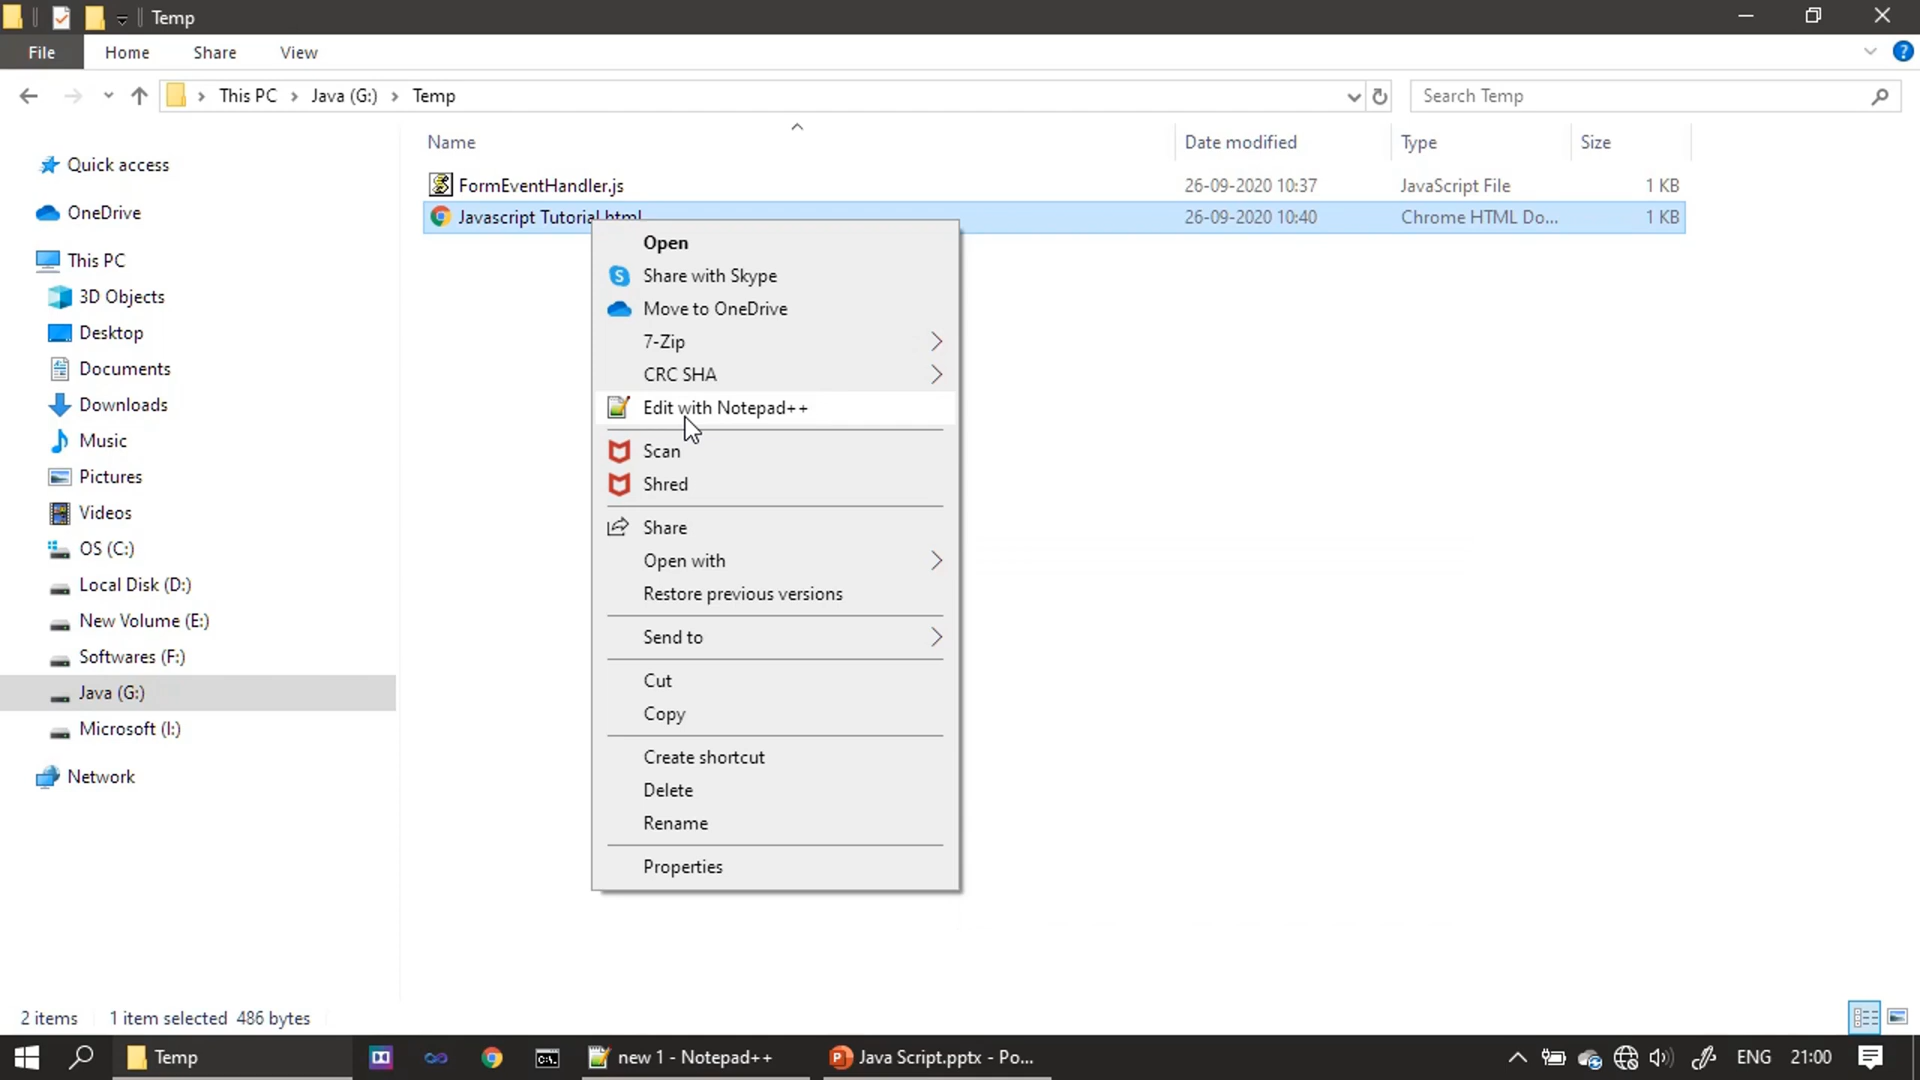 Temp
File Home Share View
This PC Java (G:) Temp
Search Temp
Name Date modified Type Size
FormEventHandler.js 26-09-2020 10:37 JavaScript File 1 KB
Javascript Tutorial.html 26-09-2020 10:40 Chrome HTML Do... 1 KB
Quick access
OneDrive
This PC
3D Objects
Desktop
Documents
Downloads
Music
Pictures
Videos
OS (C:)
Local Disk (D:)
New Volume (E:)
Softwares (F:)
Java (G:)
Microsoft (I:)
Network
Open
Share with Skype
Move to OneDrive
7-Zip
CRC SHA
Edit with Notepad++
Scan
Shred
Share
Open with
Restore previous versions
Send to
Cut
Copy
Create shortcut
Delete
Rename
Properties
2 items 1 item selected 486 bytes
Temp new 1 - Notepad++ Java Script.pptx - Po... ENG 21:00